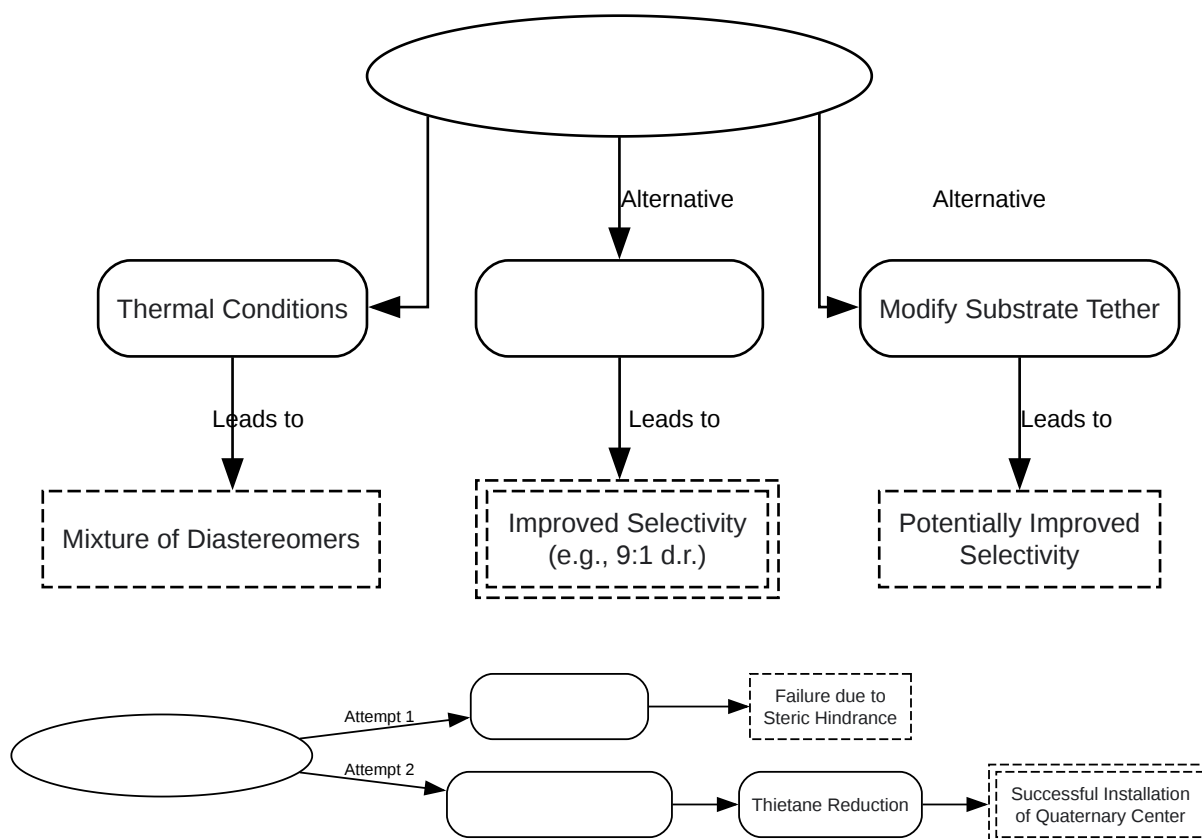 Alternative
Alternative
Thermal Conditions
Modify Substrate Tether
Leads to
Leads to
Leads to
Mixture of Diastereomers
Improved Selectivity
(e.g., 9:1 d.r.)
Potentially Improved
Selectivity
Attempt 1
Failure due to
Steric Hindrance
Attempt 2
Thietane Reduction
Successful Installation
of Quaternary Center